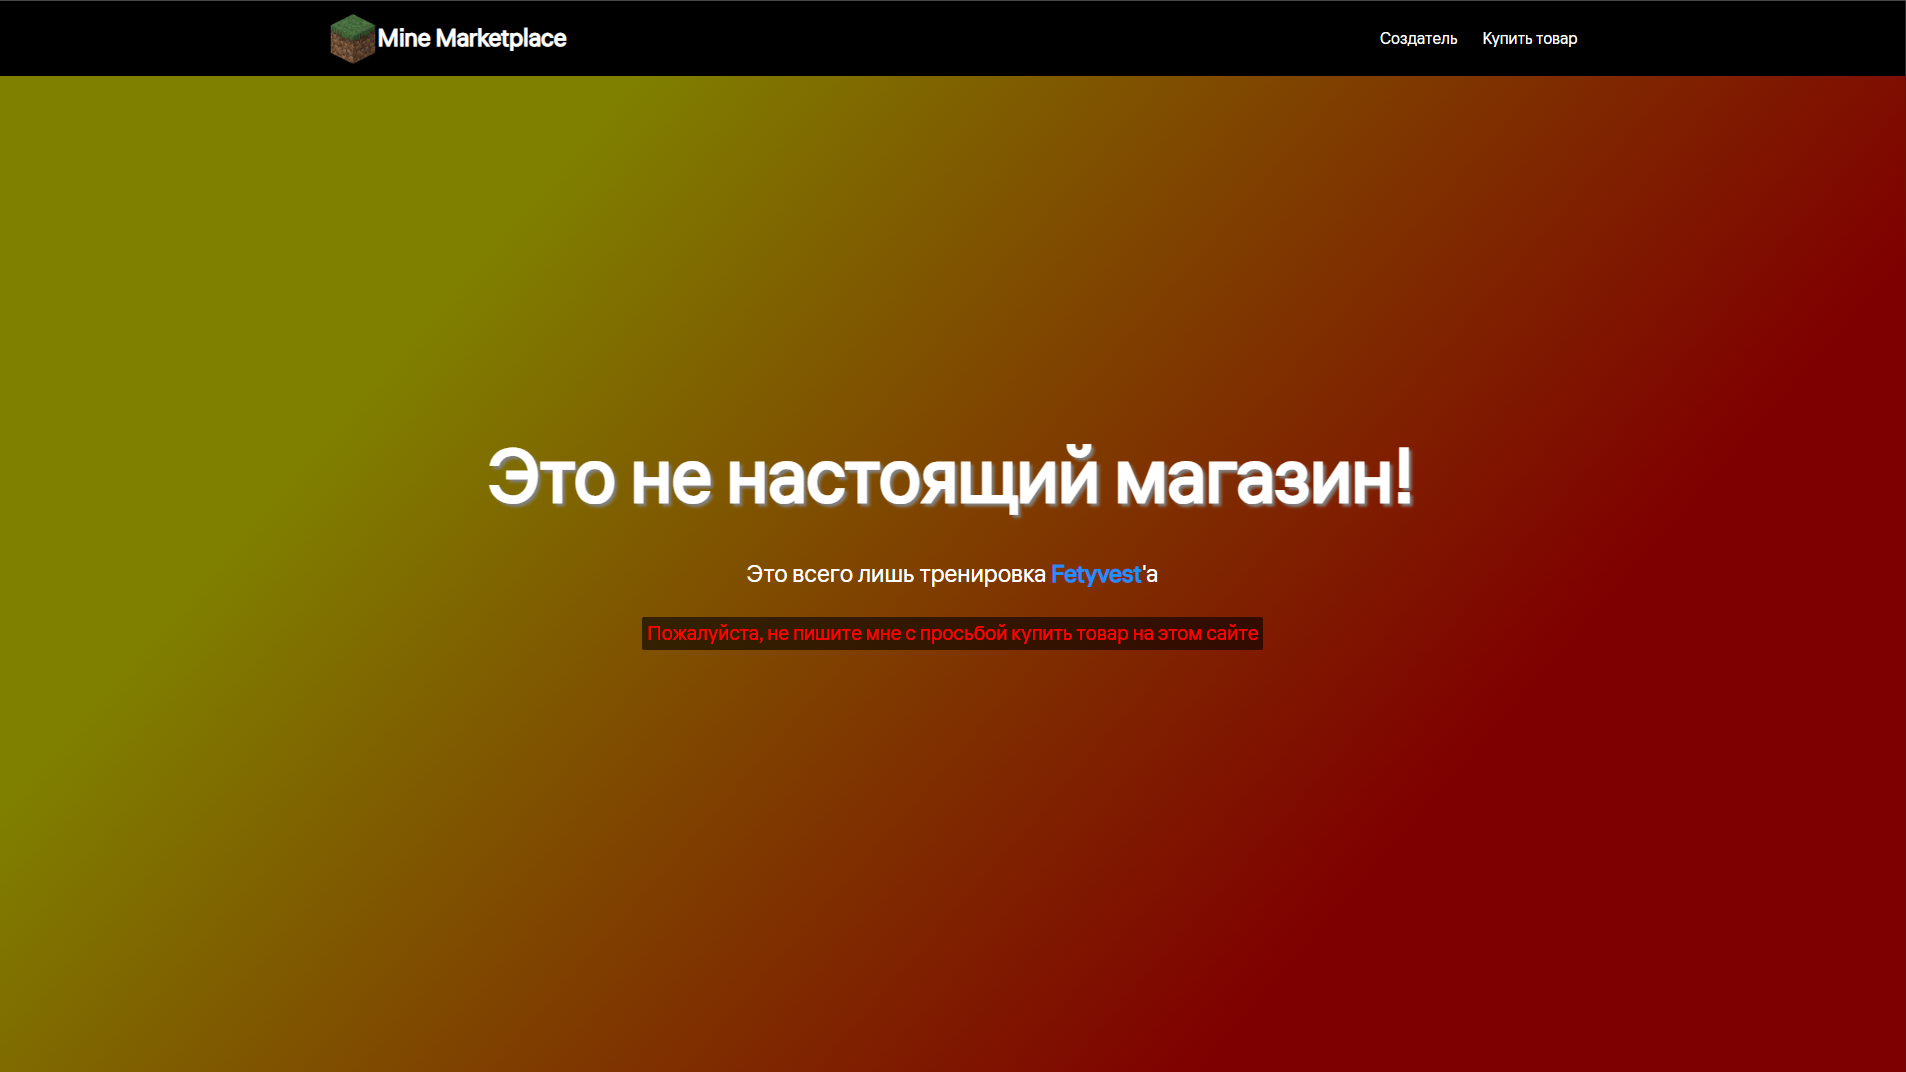 Mine Marketplace
Создатель
Купить товар
Это не настоящий магазин!
Это всего лишь тренировка Fetyvest'а
Пожалуйста, не пишите мне с просьбой купить товар на этом сайте